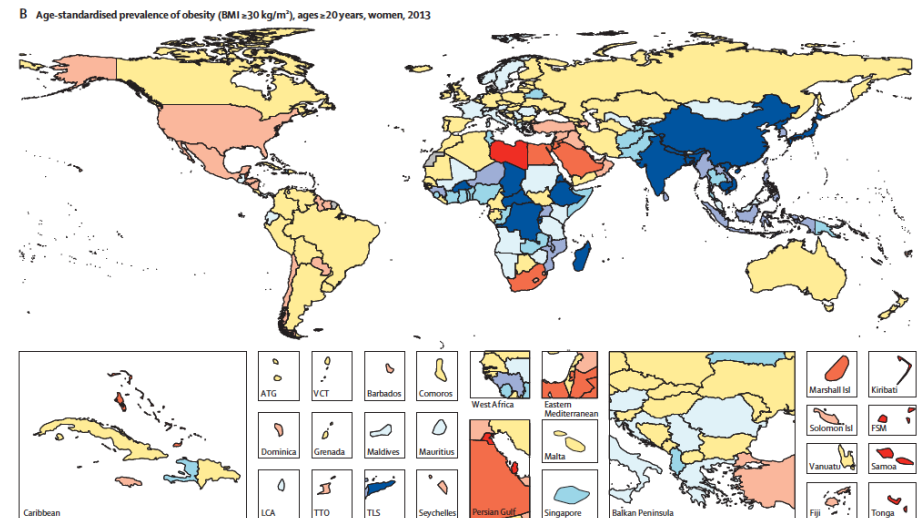 B Age-standardised prevalence of obesity (BMI ≥30 kg/m²), ages ≥20 years, women, 2013
ATG
VCT
Barbados
Comoros
West Africa
Eastern
Mediterranean
Marshall Isl
Kiribati
Dominica
Grenada
Maldives
Mauritius
Malta
Solomon Isl
FSM
Vanuatu
Samoa
Caribbean
LCA
TTO
TLS
Seychelles
Persian Gulf
Singapore
Balkan Peninsula
Fiji
Tonga